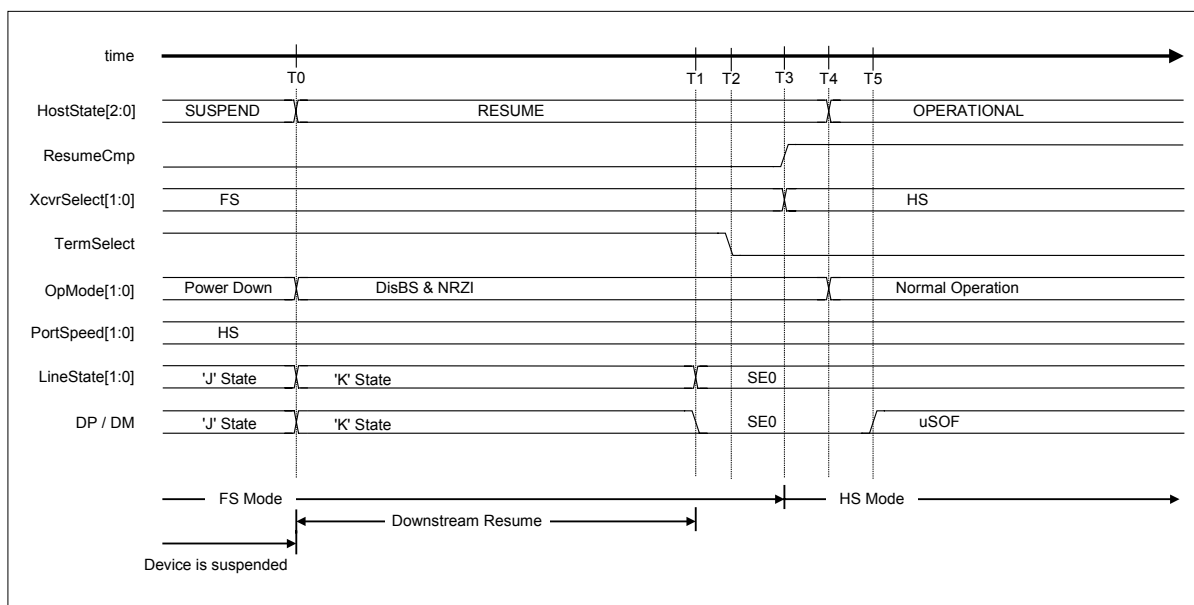 time
T0 T1 T2 T3 T4 T5
HostState[2:0] SUSPEND RESUME OPERATIONAL
ResumeCmp
XcvrSelect[1:0] FS HS
TermSelect
OpMode[1:0] Power Down DisBS & NRZI Normal Operation
PortSpeed[1:0] HS
LineState[1:0] 'J' State 'K' State SE0
DP / DM 'J' State 'K' State SE0 uSOF
FS Mode HS Mode
Downstream Resume
Device is suspended